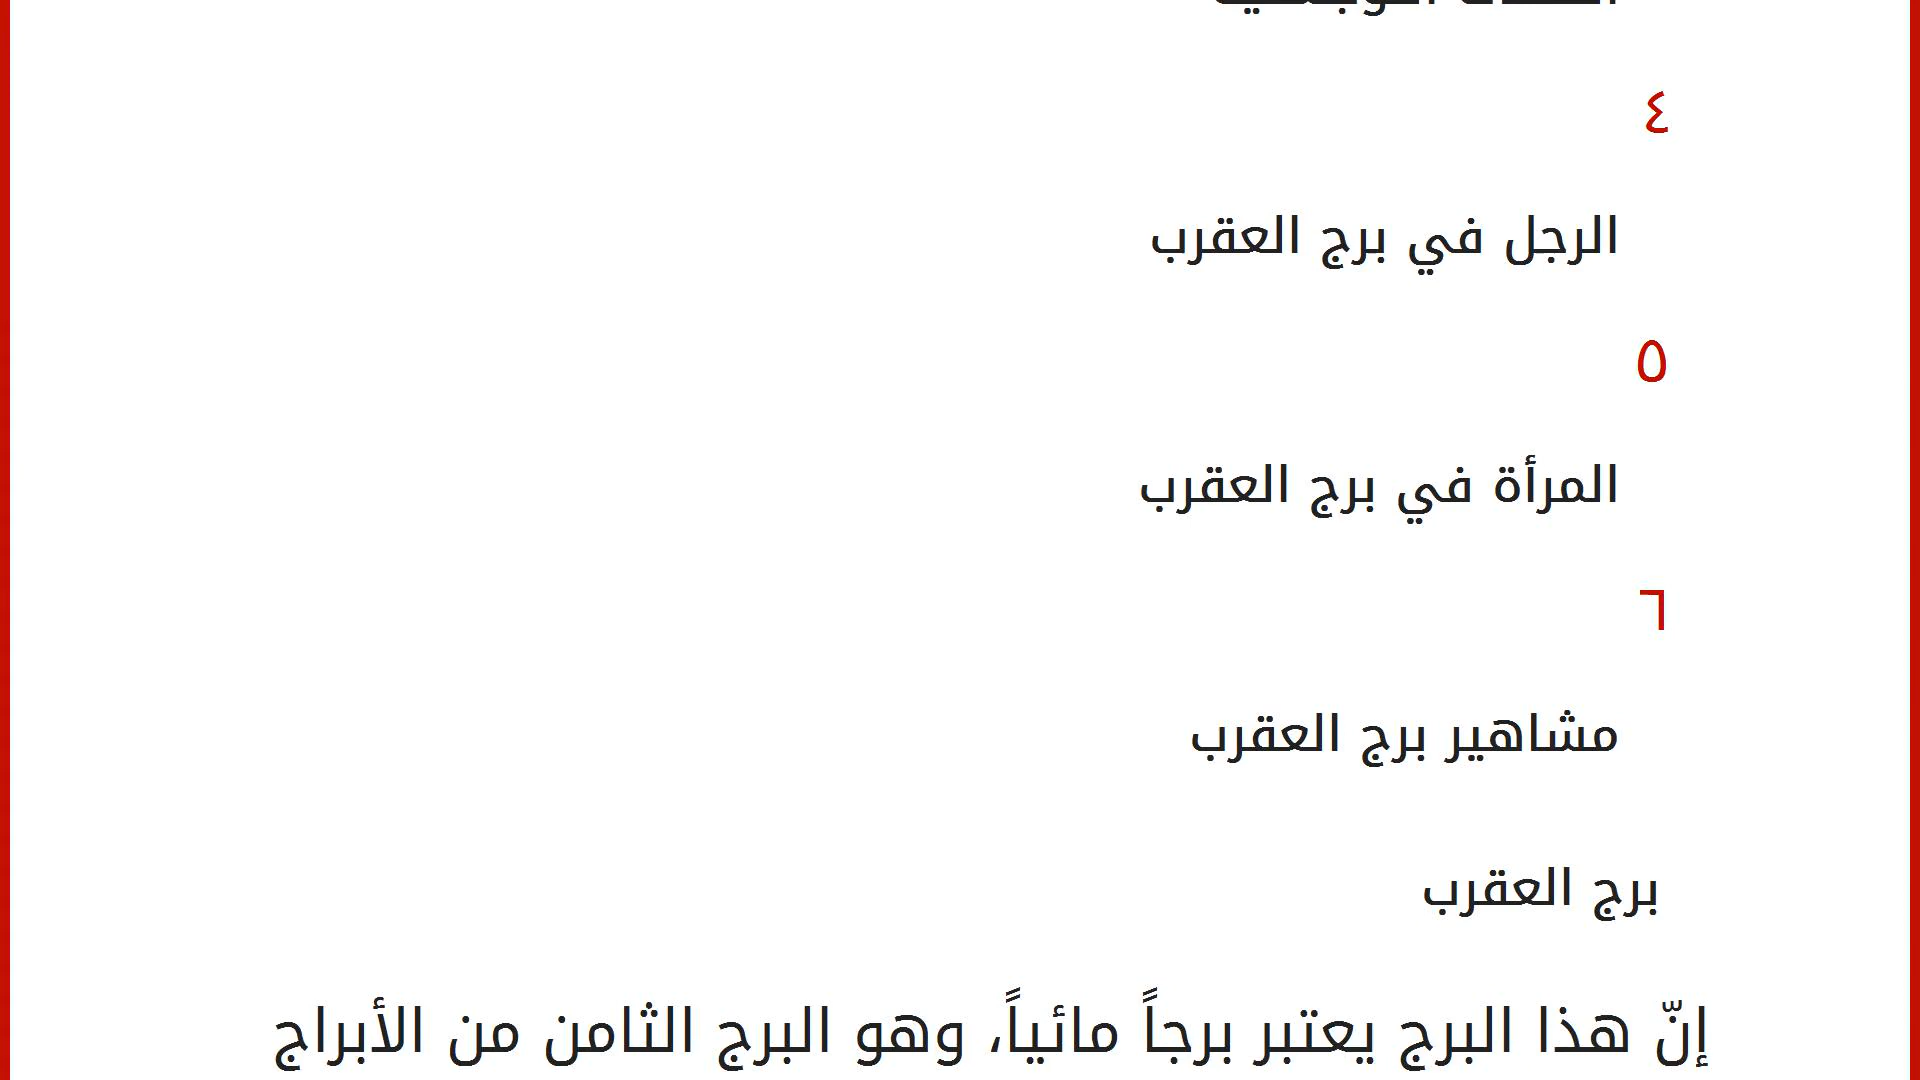 ٤
الرجل في برج العقرب
٥
المرأة في برج العقرب
٦
مشاهير برج العقرب
برج العقرب
إنّ هذا البرج يعتبر برجاً مائياً، وهو البرج الثامن من الأبراج